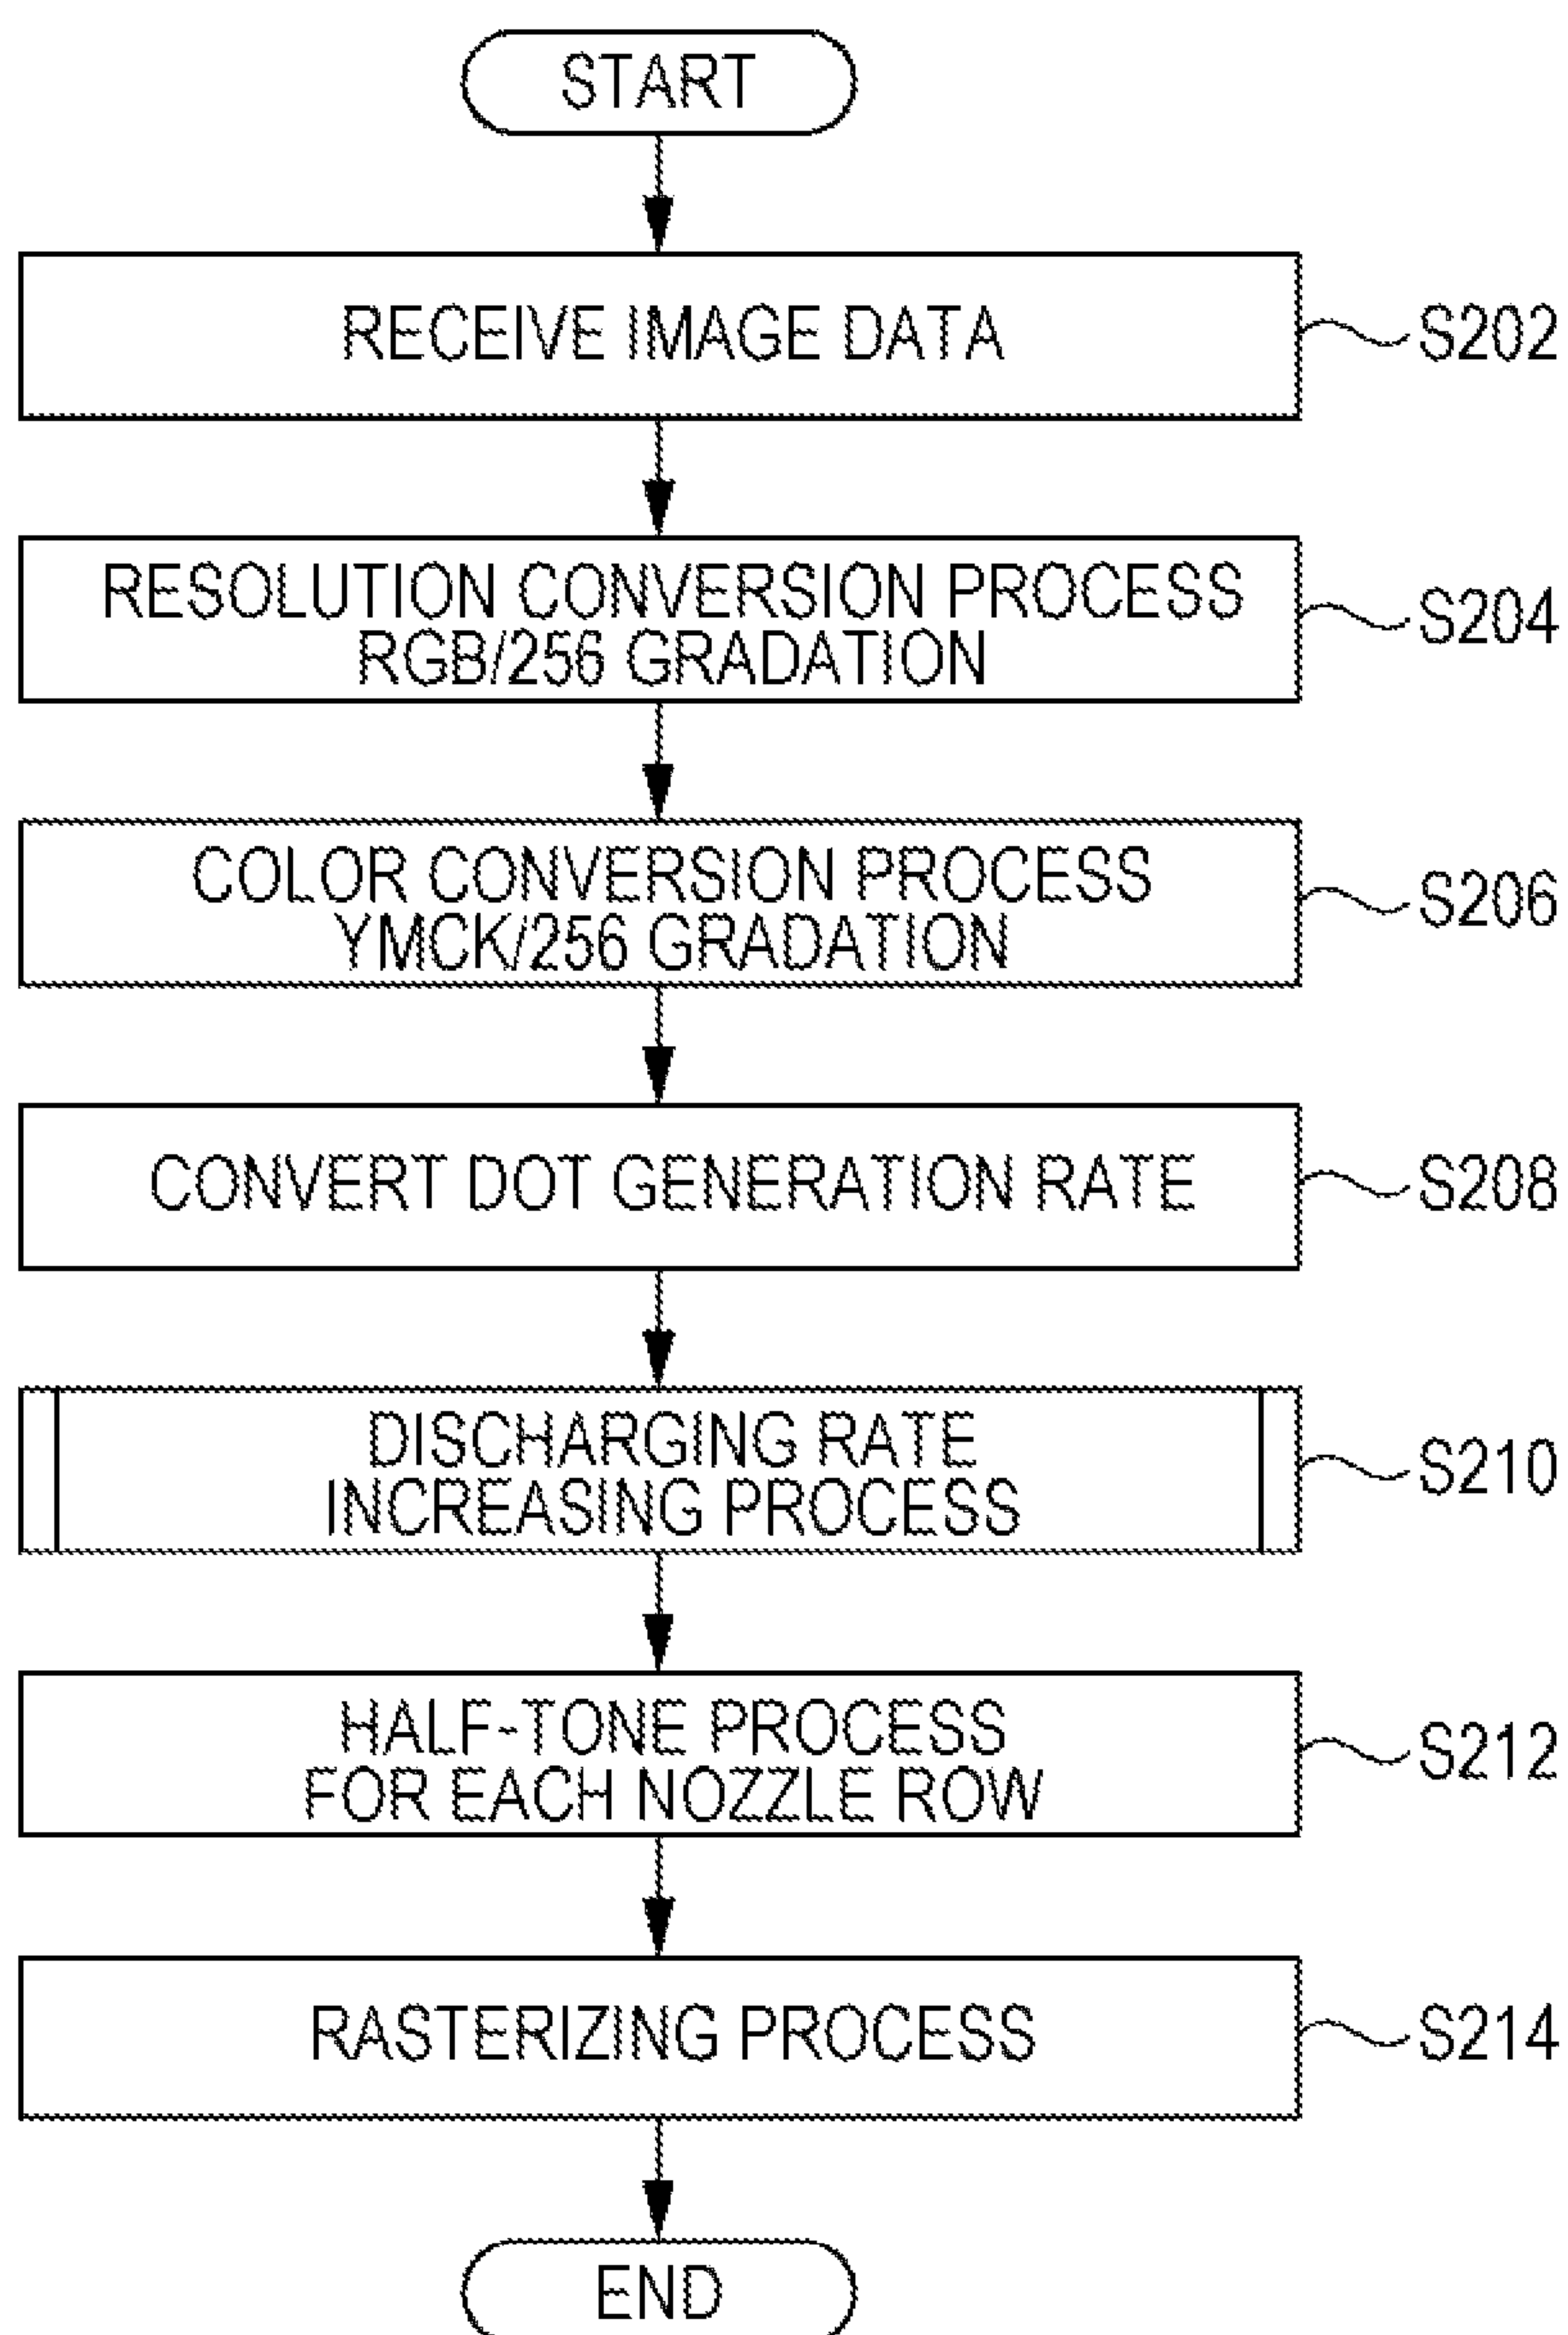 START
RECEIVE IMAGE DATA
S202
RESOLUTION CONVERSION PROCESS
RGB/256 GRADATION
S204
COLOR CONVERSION PROCESS
YMCK/256 GRADATION
S206
CONVERT DOT GENERATION RATE
S208
DISCHARGING RATE
INCREASING PROCESS
S210
HALF-TONE PROCESS
FOR EACH NOZZLE ROW
S212
RASTERIZING PROCESS
S214
END